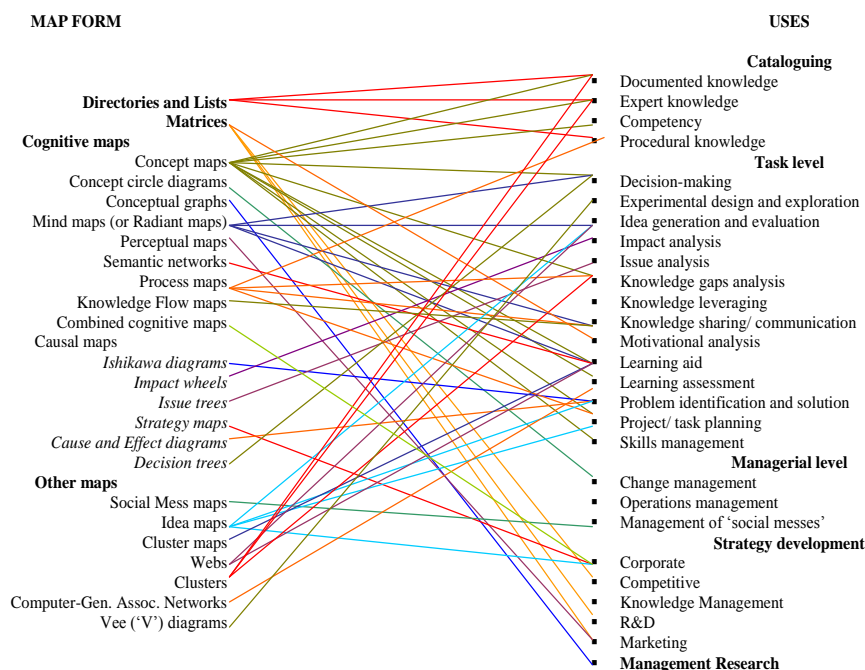 MAP FORM
USES
Directories and Lists
Matrices
Cognitive maps
Concept maps
Concept circle diagrams
Conceptual graphs
Mind maps (or Radiant maps)
Perceptual maps
Semantic networks
Process maps
Knowledge Flow maps
Combined cognitive maps
Causal maps
Ishikawa diagrams
Impact wheels
Issue trees
Strategy maps
Cause and Effect diagrams
Decision trees
Other maps
Social Mess maps
Idea maps
Cluster maps
Webs
Clusters
Computer-Gen. Assoc. Networks
Vee (‘V’) diagrams
Cataloguing
Documented knowledge
Expert knowledge
Competency
Procedural knowledge
Task level
Decision-making
Experimental design and exploration
Idea generation and evaluation
Impact analysis
Issue analysis
Knowledge gaps analysis
Knowledge leveraging
Knowledge sharing/ communication
Motivational analysis
Learning aid
Learning assessment
Problem identification and solution
Project/ task planning
Skills management
Managerial level
Change management
Operations management
Management of ‘social messes’
Strategy development
Corporate
Competitive
Knowledge Management
R&D
Marketing
Management Research